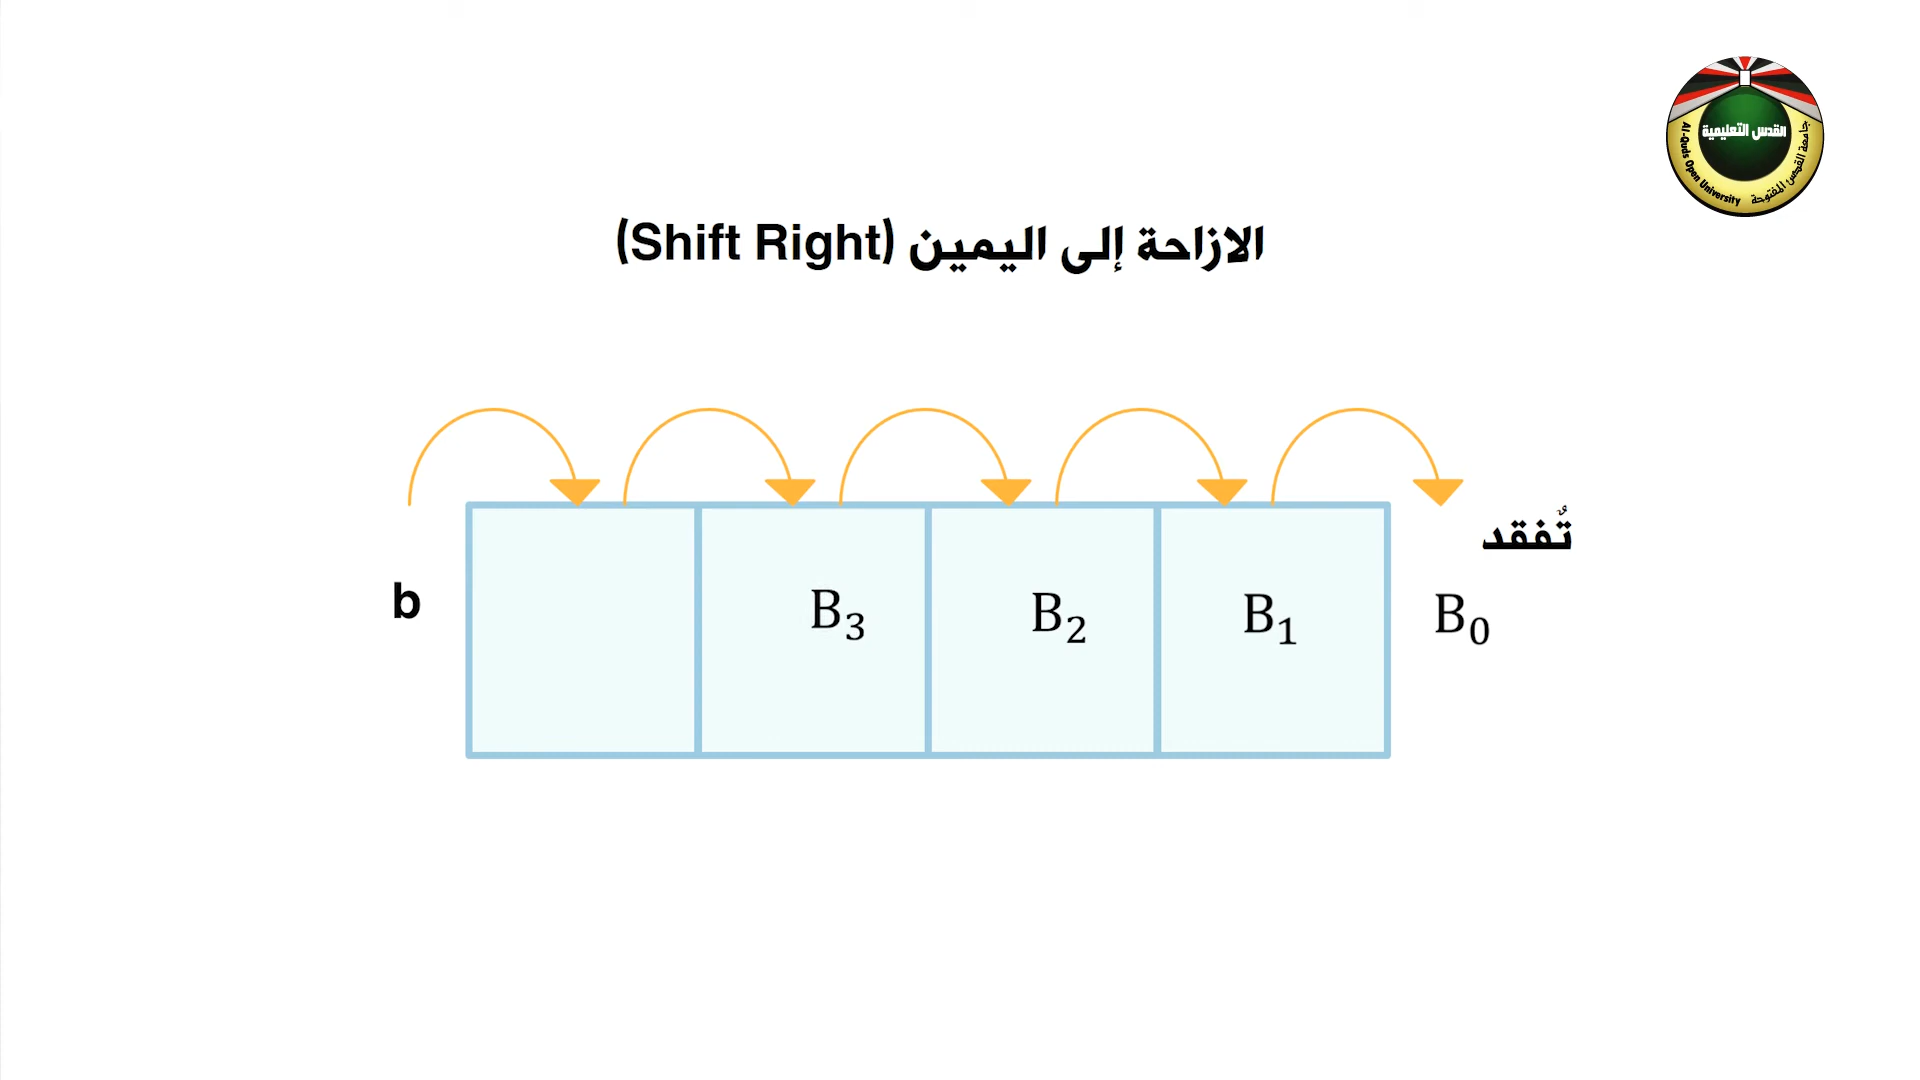 القدس التعليمية
جامعة القدس المفتوحة
Al-Quds Open University
الازاحة إلى اليمين (Shift Right)
تُفقد
b B₃ B₂ B₁ B₀